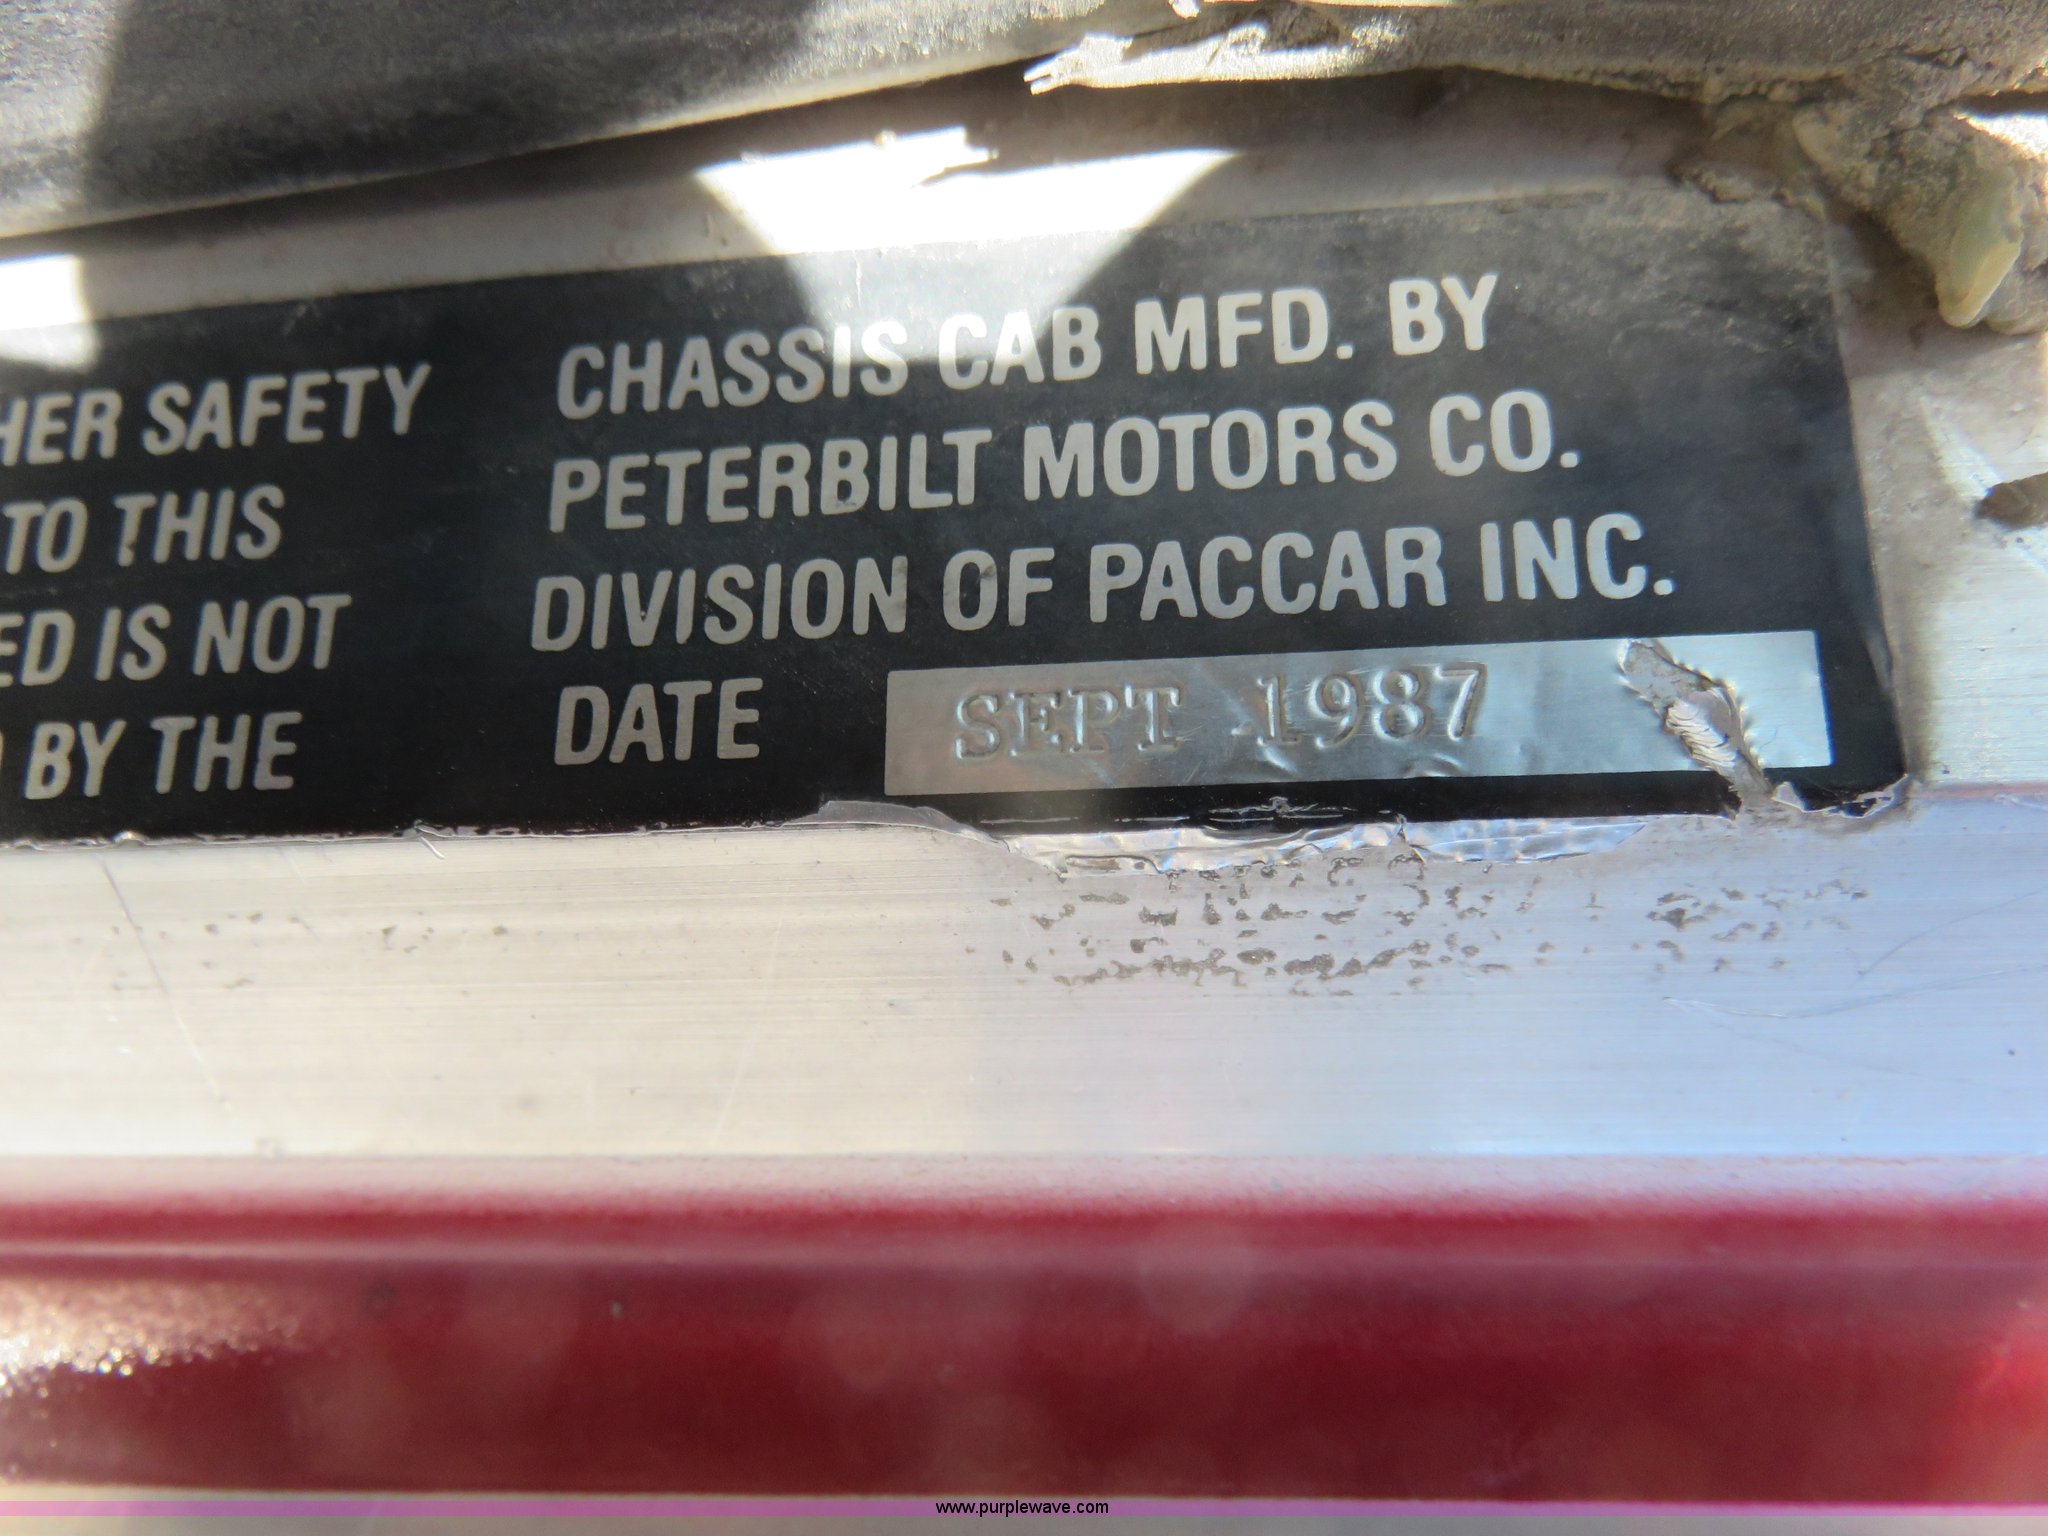 HER SAFETY
TO THIS
ED IS NOT
BY THE
CHASSIS CAB MFD. BY
PETERBILT MOTORS CO.
DIVISION OF PACCAR INC.
DATE SEPT 1987
www.purplewave.com